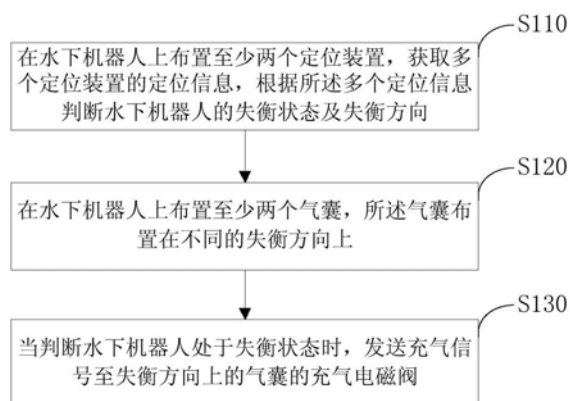 S110
在水下机器人上布置至少两个定位装置，获取多
个定位装置的定位信息，根据所述多个定位信息
判断水下机器人的失衡状态及失衡方向
S120
在水下机器人上布置至少两个气囊，所述气囊布
置在不同的失衡方向上
S130
当判断水下机器人处于失衡状态时，发送充气信
号至失衡方向上的气囊的充气电磁阀